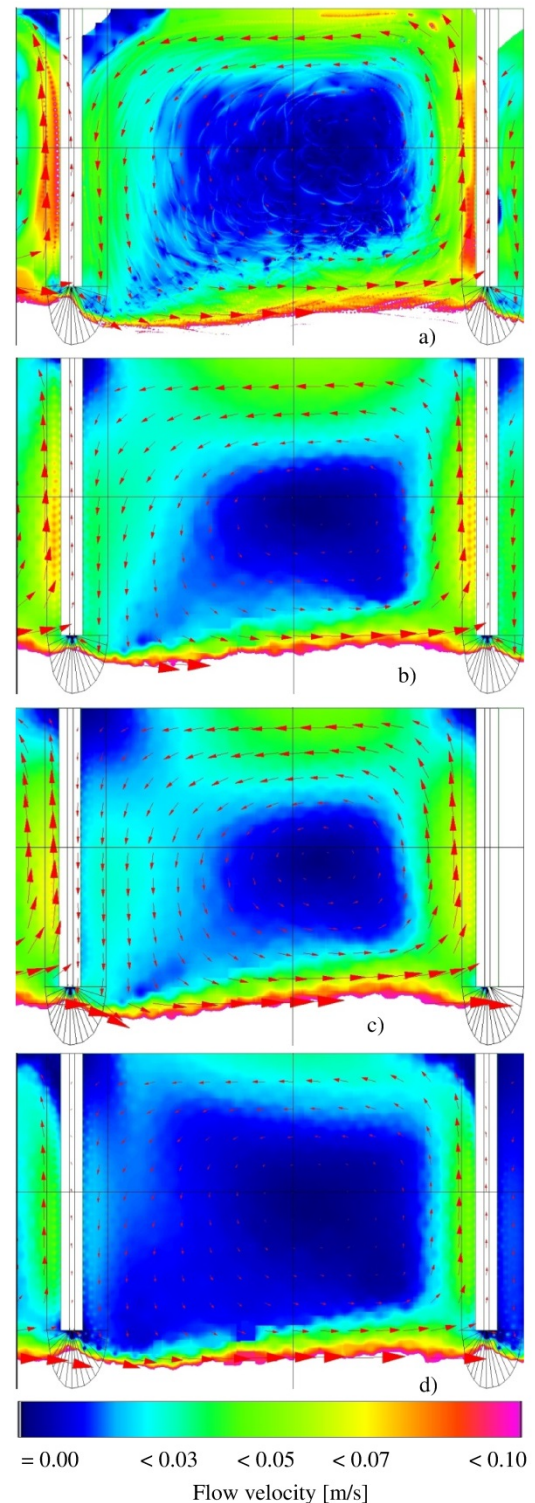 a)
b)
c)
d)
= 0.00 < 0.03 < 0.05 < 0.07 < 0.10
Flow velocity [m/s]